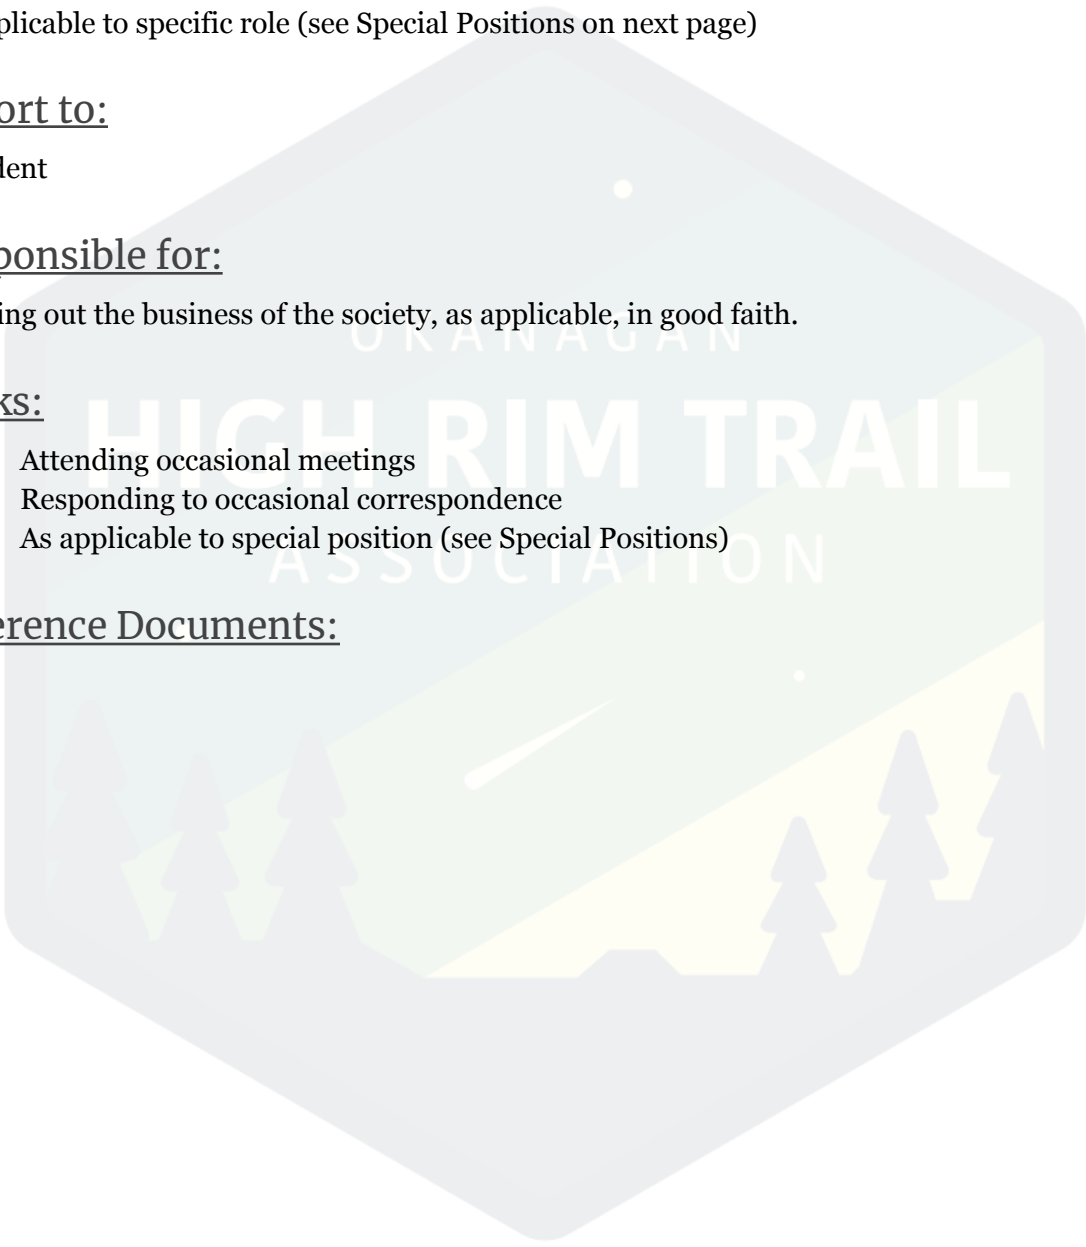 plicable to specific role (see Special Positions on next page)
ort to:
dent
ponsible for:
ing out the business of the society, as applicable, in good faith.
OKANAGAN
ks:
HIGH RIM TRAIL
Attending occasional meetings
Responding to occasional correspondence
As applicable to special position (see Special Positions)
ASSOCIATION
erence Documents: